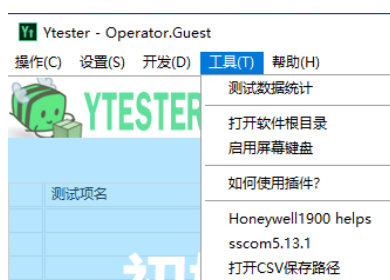 Ytester - Operator.Guest
操作(C) 设置(S) 开发(D) 工具(T) 帮助(H)
YTESTER
测试数据统计
打开软件根目录
启用屏幕键盘
如何使用插件?
测试项名
Honeywell1900 helps
sscom5.13.1
打开CSV保存路径